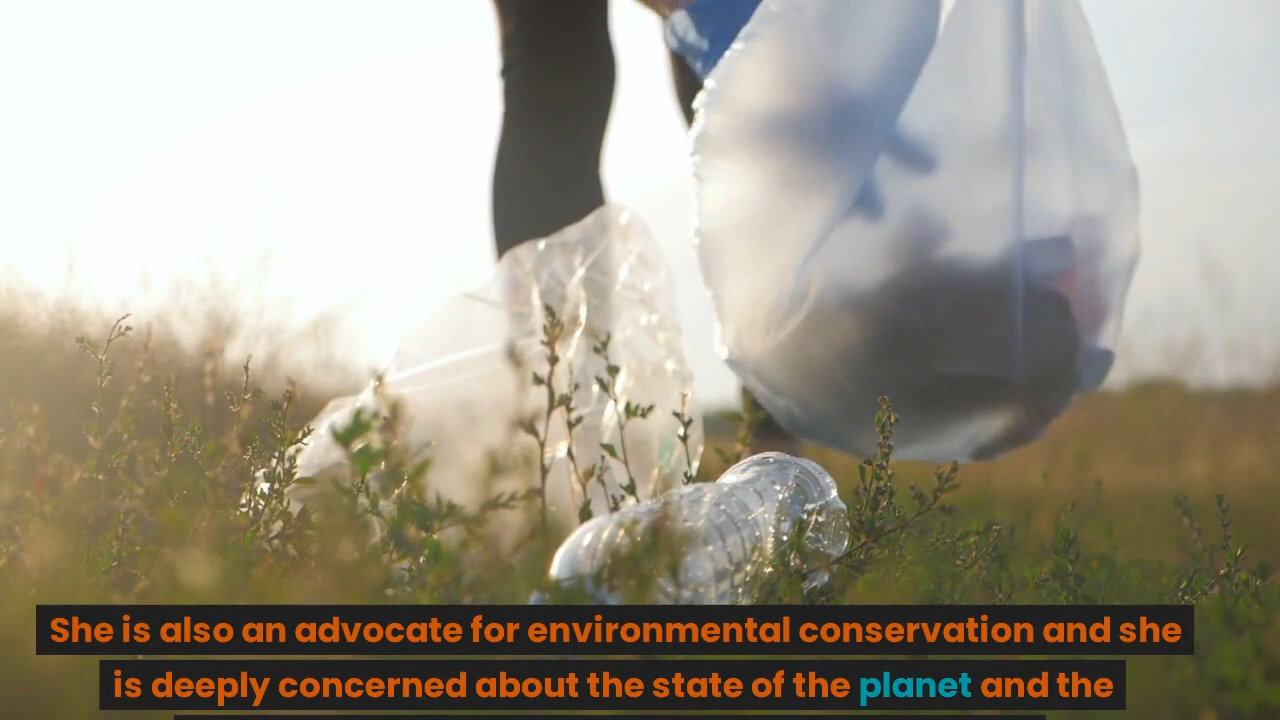 She is also an advocate for environmental conservation and she
is deeply concerned about the state of the planet and the